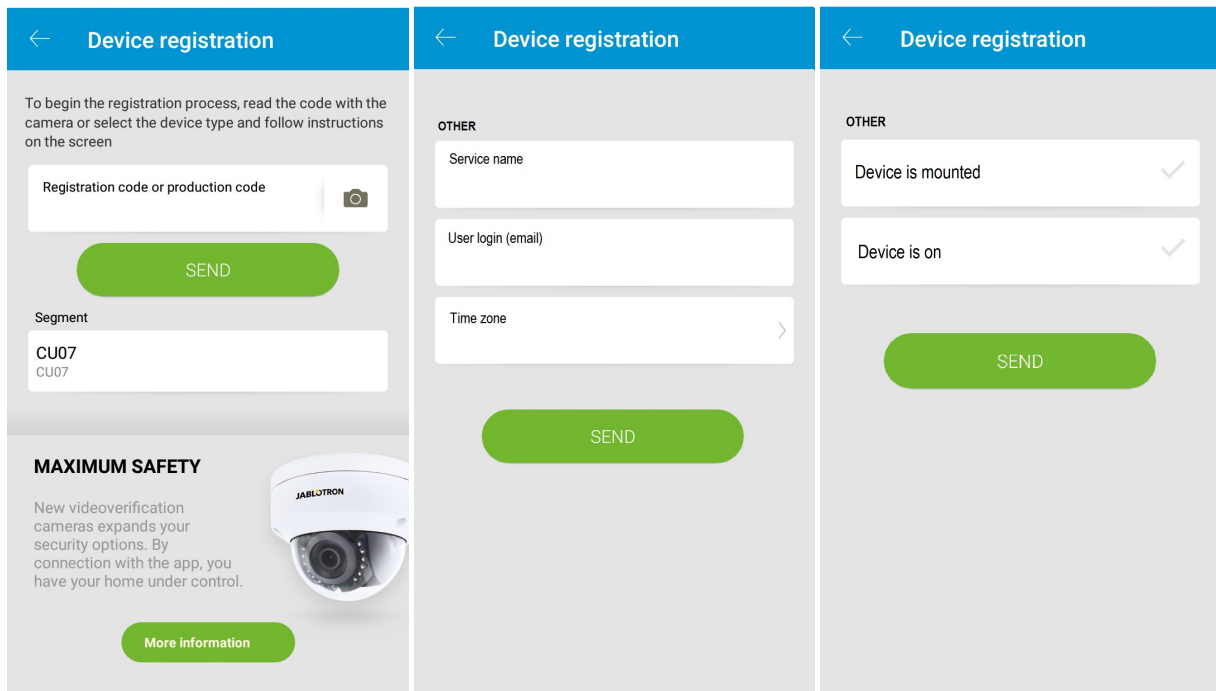 Device registration
To begin the registration process, read the code with the
camera or select the device type and follow instructions
on the screen
Registration code or production code
SEND
Segment
CU07
CU07
MAXIMUM SAFETY
JABLOTRON
New videoverification
cameras expands your
security options. By
connection with the app, you
have your home under control.
More information
Device registration
OTHER
Service name
User login (email)
Time zone
SEND
Device registration
OTHER
Device is mounted
Device is on
SEND